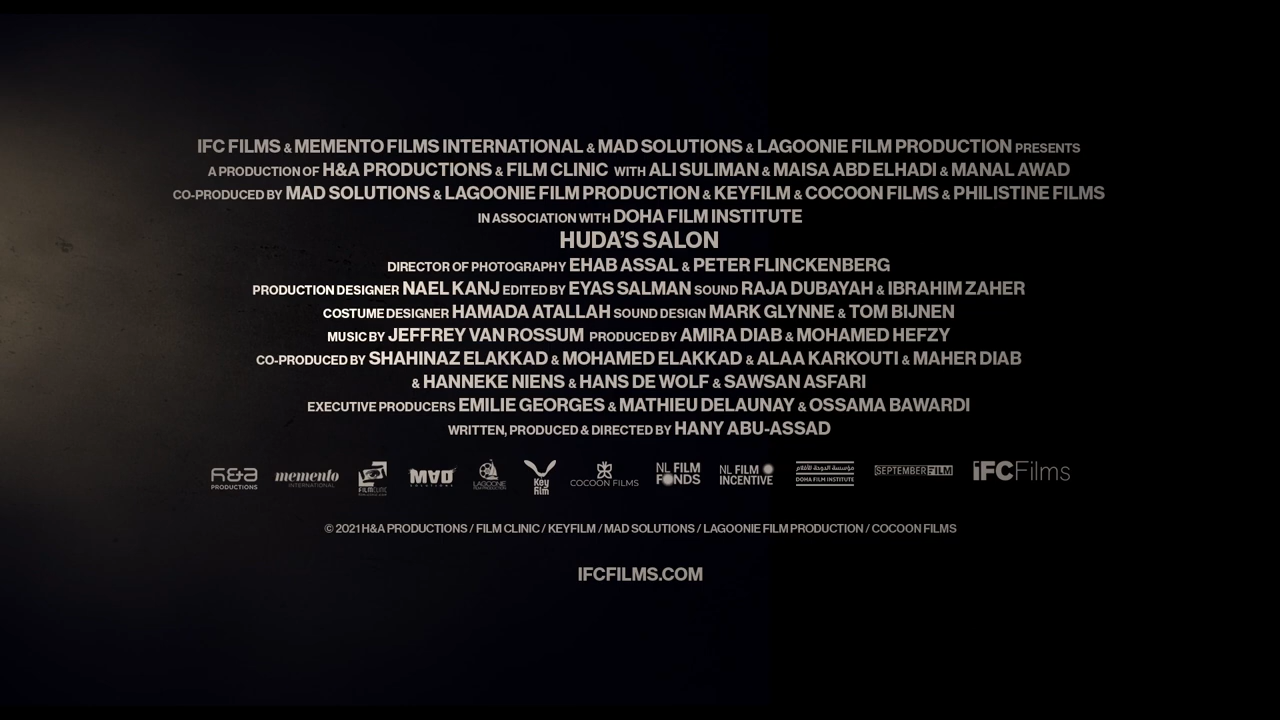 IFC FILMS & MEMENTO FILMS INTERNATIONAL & MAD SOLUTIONS & LAGOONIE FILM PRODUCTION PRESENTS
A PRODUCTION OF H&A PRODUCTIONS & FILM CLINIC WITH ALI SULIMAN & MAISA ABD ELHADI & MANAL AWAD
CO-PRODUCED BY MAD SOLUTIONS & LAGOONIE FILM PRODUCTION & KEYFILM & COCOON FILMS & PHILISTINE FILMS
IN ASSOCIATION WITH DOHA FILM INSTITUTE
HUDA'S SALON
DIRECTOR OF PHOTOGRAPHY EHAB ASSAL & PETER FLINCKENBERG
PRODUCTION DESIGNER NAEL KANJ EDITED BY EYAS SALMAN SOUND RAJA DUBAYAH & IBRAHIM ZAHER
COSTUME DESIGNER HAMADA ATALLAH SOUND DESIGN MARK GLYNNE & TOM BIJNEN
MUSIC BY JEFFREY VAN ROSSUM PRODUCED BY AMIRA DIAB & MOHAMED HEFZY
CO-PRODUCED BY SHAHINAZ ELAKKAD & MOHAMED ELAKKAD & ALAA KARKOUTI & MAHER DIAB
& HANNEKE NIENS & HANS DE WOLF & SAWSAN ASFARI
EXECUTIVE PRODUCERS EMILIE GEORGES & MATHIEU DELAUNAY & OSSAMA BAWARDI
WRITTEN, PRODUCED & DIRECTED BY HANY ABU-ASSAD
h&a PRODUCTIONS
memento INTERNATIONAL
FILM CLINIC
MAD SOLUTIONS
LAGOONIE FILM PRODUCTION
Key film
COCOON FILMS
NL FILM FONDS
NL FILM INCENTIVE
مؤسسة الدوحة للأفلام
DOHA FILM INSTITUTE
SEPTEMBER FILM
IFC Films
© 2021 H&A PRODUCTIONS / FILM CLINIC / KEYFILM / MAD SOLUTIONS / LAGOONIE FILM PRODUCTION / COCOON FILMS
IFCFILMS.COM